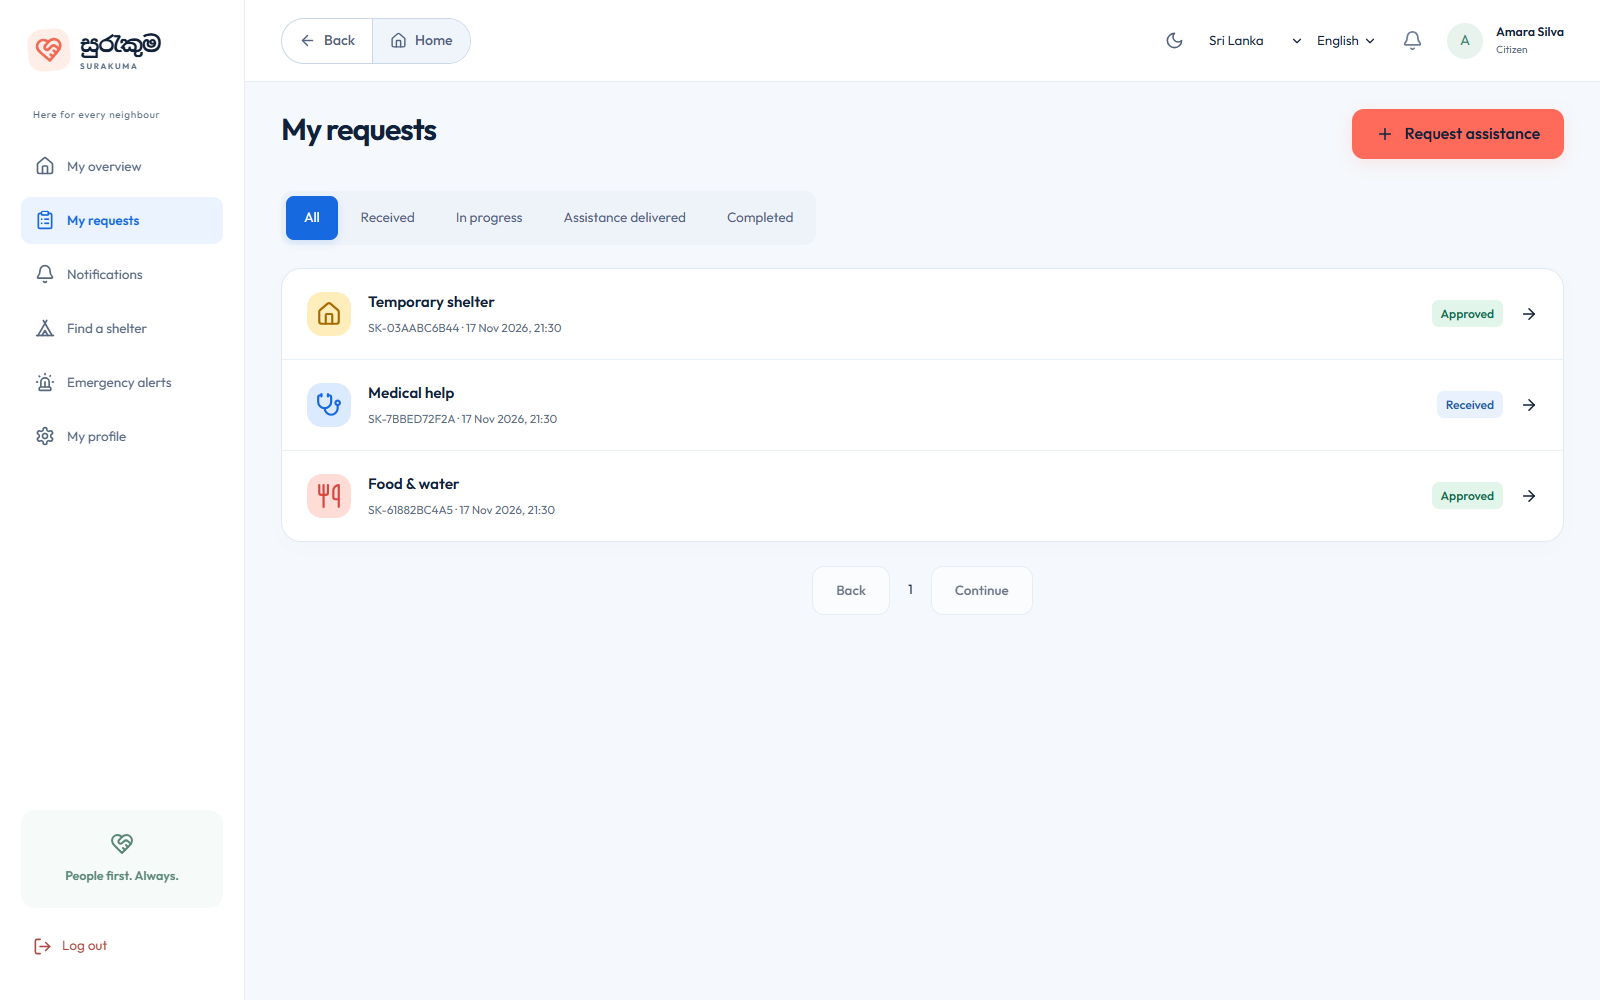 සුරැකුම
SURAKUMA
Here for every neighbour
My overview
My requests
Notifications
Find a shelter
Emergency alerts
My profile
People first. Always.
Log out
Back
Home
Sri Lanka
English
A
Amara Silva
Citizen
My requests
Request assistance
All
Received
In progress
Assistance delivered
Completed
Temporary shelter
SK-03AABC6B44 · 17 Nov 2026, 21:30
Approved
Medical help
SK-7BBED72F2A · 17 Nov 2026, 21:30
Received
Food & water
SK-61882BC4A5 · 17 Nov 2026, 21:30
Approved
Back
1
Continue